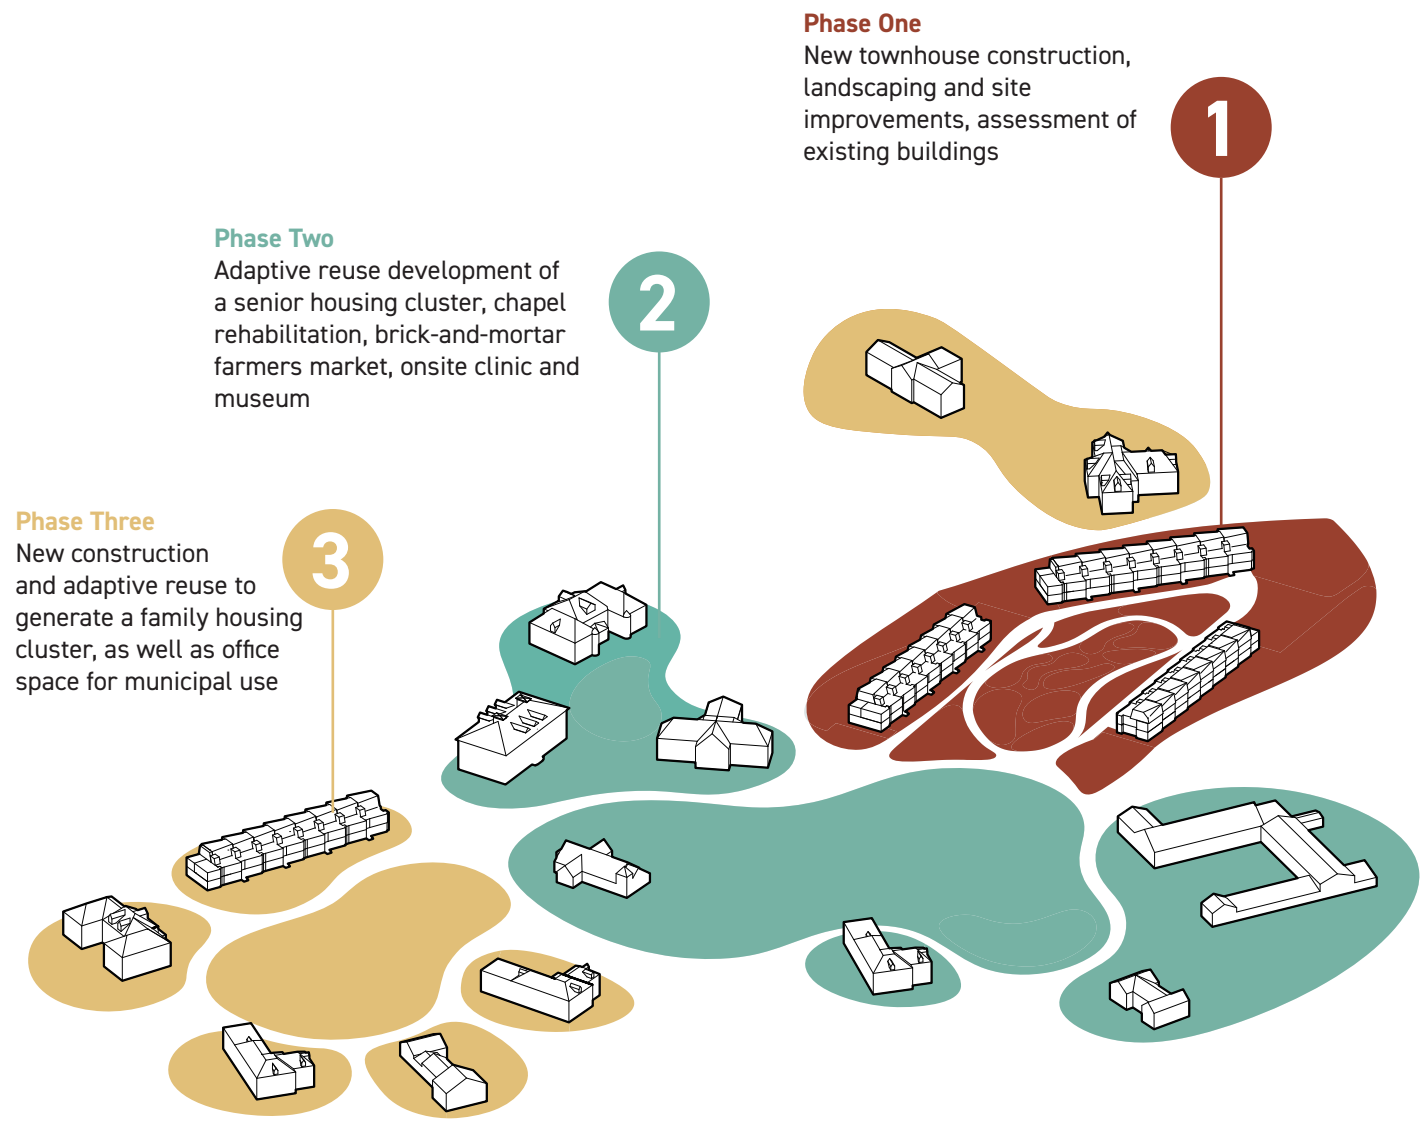 Phase One
New townhouse construction,
landscaping and site
improvements, assessment of
existing buildings
1
Phase Two
Adaptive reuse development of
a senior housing cluster, chapel
rehabilitation, brick-and-mortar
farmers market, onsite clinic and
museum
2
Phase Three
New construction
and adaptive reuse to
generate a family housing
cluster, as well as office
space for municipal use
3